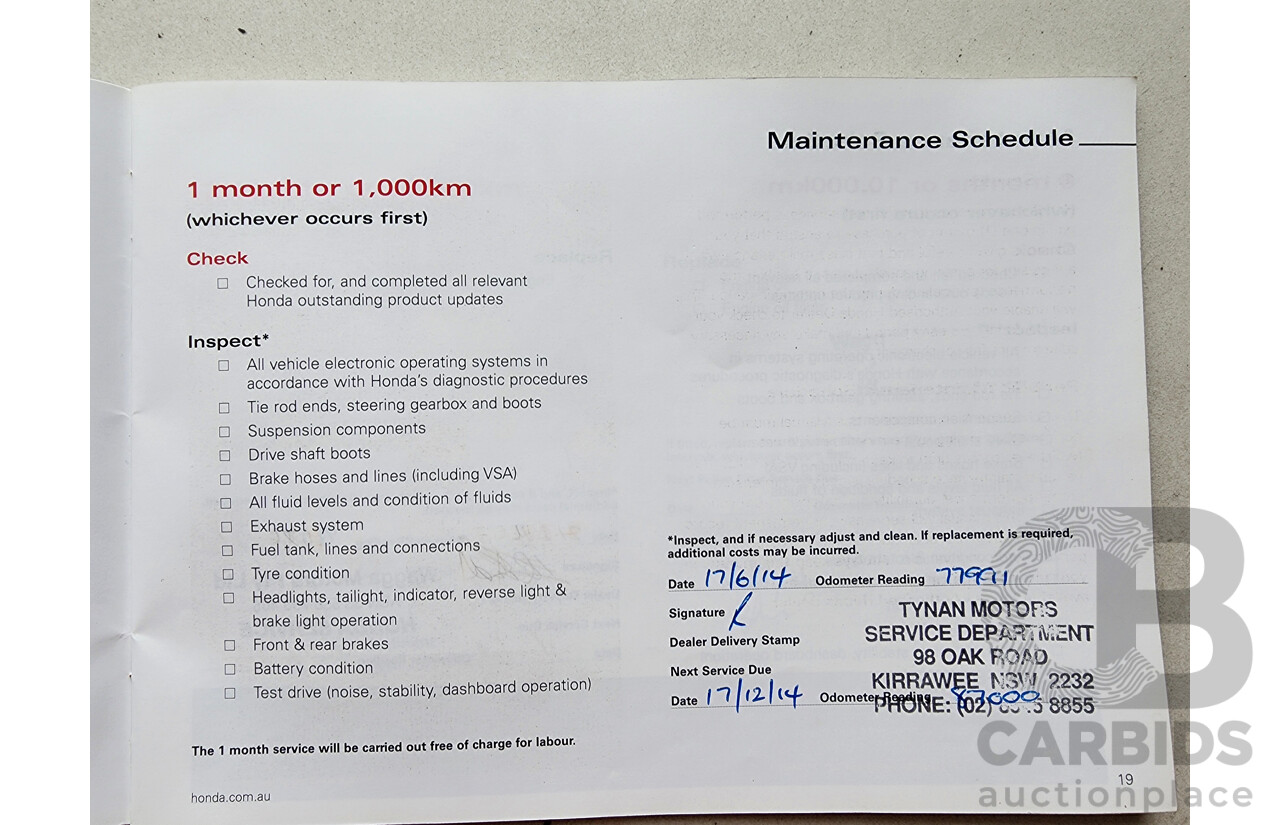 Maintenance Schedule
1 month or 1,000km
(whichever occurs first)
Check
Checked for, and completed all relevant
Honda outstanding product updates
Inspect*
All vehicle electronic operating systems in
accordance with Honda's diagnostic procedures
Tie rod ends, steering gearbox and boots
Suspension components
Drive shaft boots
Brake hoses and lines (including VSA)
All fluid levels and condition of fluids
Exhaust system
Fuel tank, lines and connections
Tyre condition
Headlights, tailight, indicator, reverse light &
brake light operation
Front & rear brakes
Battery condition
Test drive (noise, stability, dashboard operation)
The 1 month service will be carried out free of charge for labour.
honda.com.au
*Inspect, and if necessary adjust and clean. If replacement is required,
additional costs may be incurred.
Date 17/6/14 Odometer Reading
Signature
Dealer Delivery Stamp
TYNAN MOTORS
SERVICE DEPARTMENT
98 OAK ROAD
KIRRAWEE NSW 2232
PHONE: (02) 8855
Next Service Due
Date 17/12/14 Odometer Reading 87000
19
CARBIDS
auctionplace